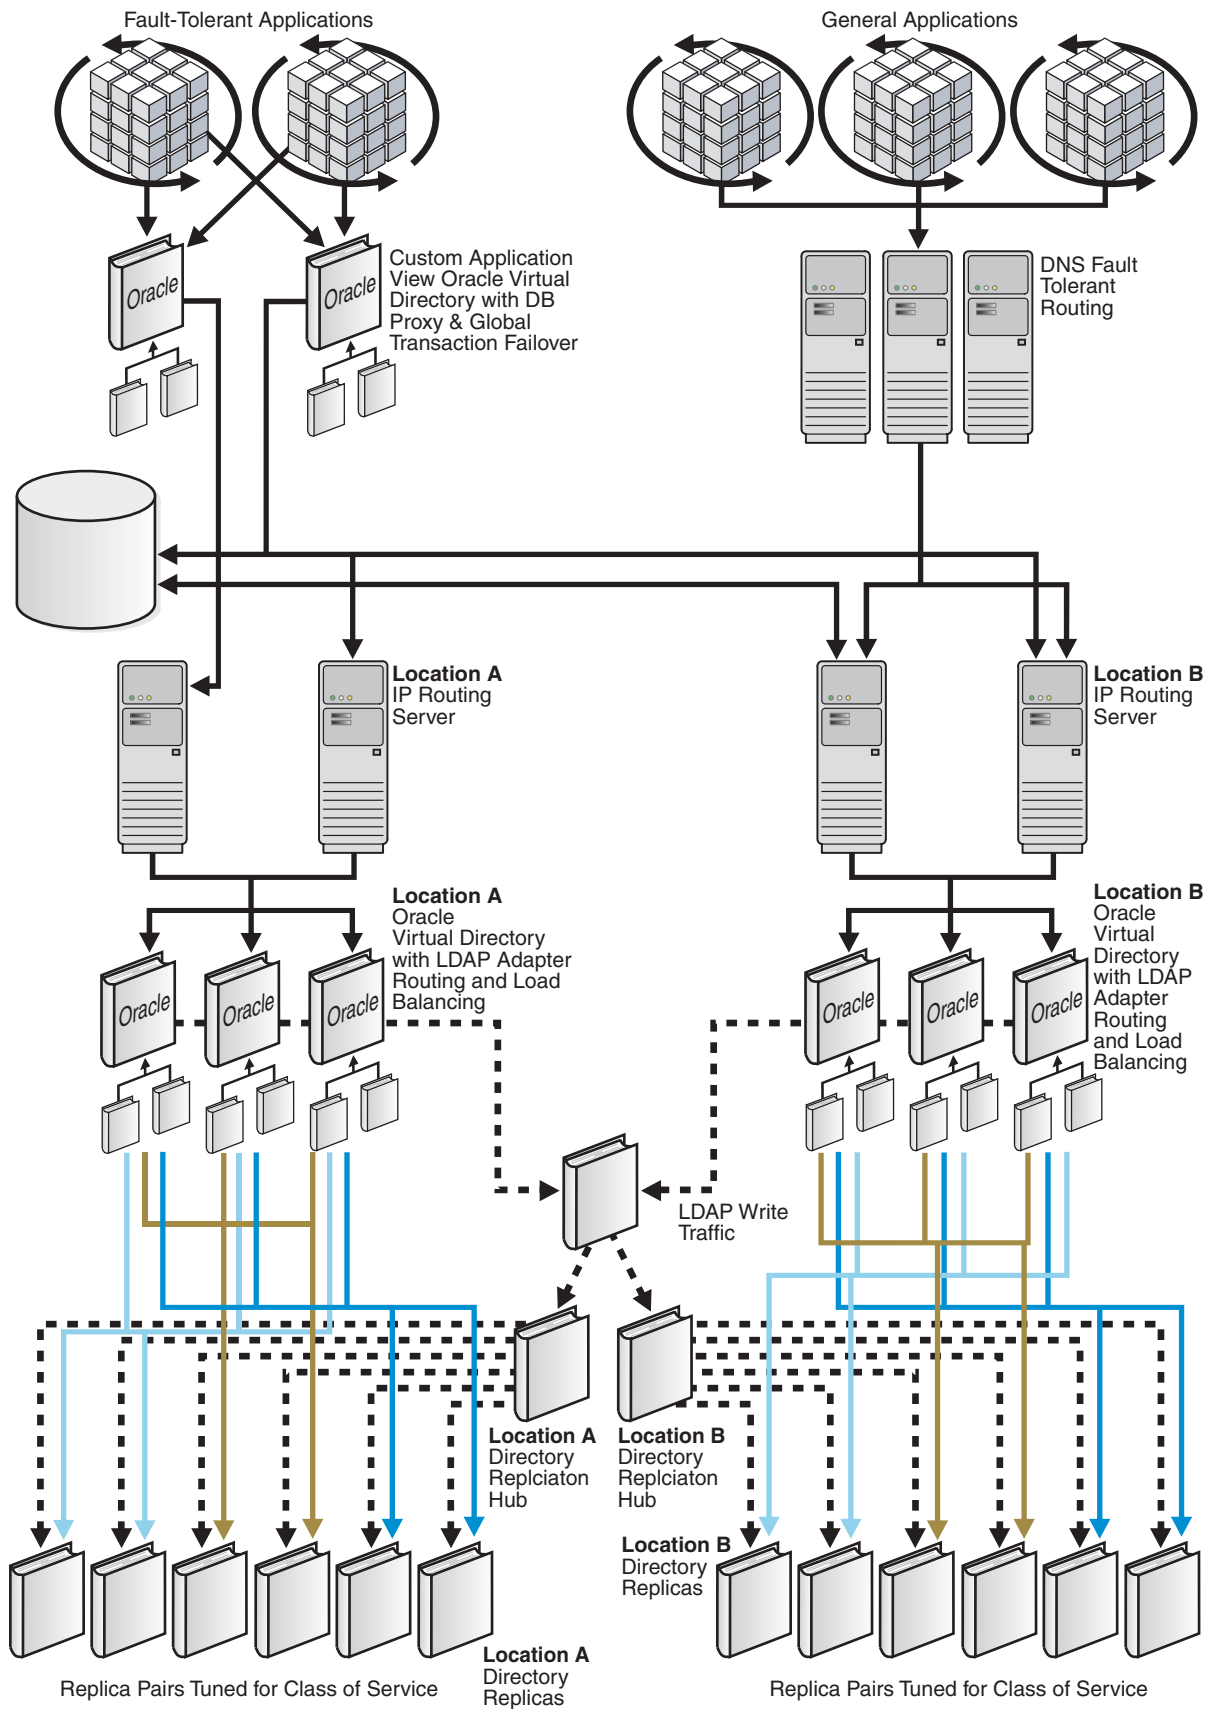 Fault-Tolerant Applications
General Applications
Oracle
Oracle
Custom Application
View Oracle Virtual
Directory with DB
Proxy & Global
Transaction Failover
DNS Fault
Tolerant
Routing
Location A
IP Routing
Server
Location B
IP Routing
Server
Location A
Oracle
Virtual Directory
with LDAP Adapter
Routing and Load
Balancing
Location B
Oracle
Virtual
Directory
with LDAP
Adapter
Routing
and Load
Balancing
Oracle
Oracle
Oracle
Oracle
Oracle
Oracle
LDAP Write
Traffic
Location A
Directory
Replciaton
Hub
Location B
Directory
Replciaton
Hub
Location B
Directory
Replicas
Location A
Directory
Replicas
Replica Pairs Tuned for Class of Service
Replica Pairs Tuned for Class of Service